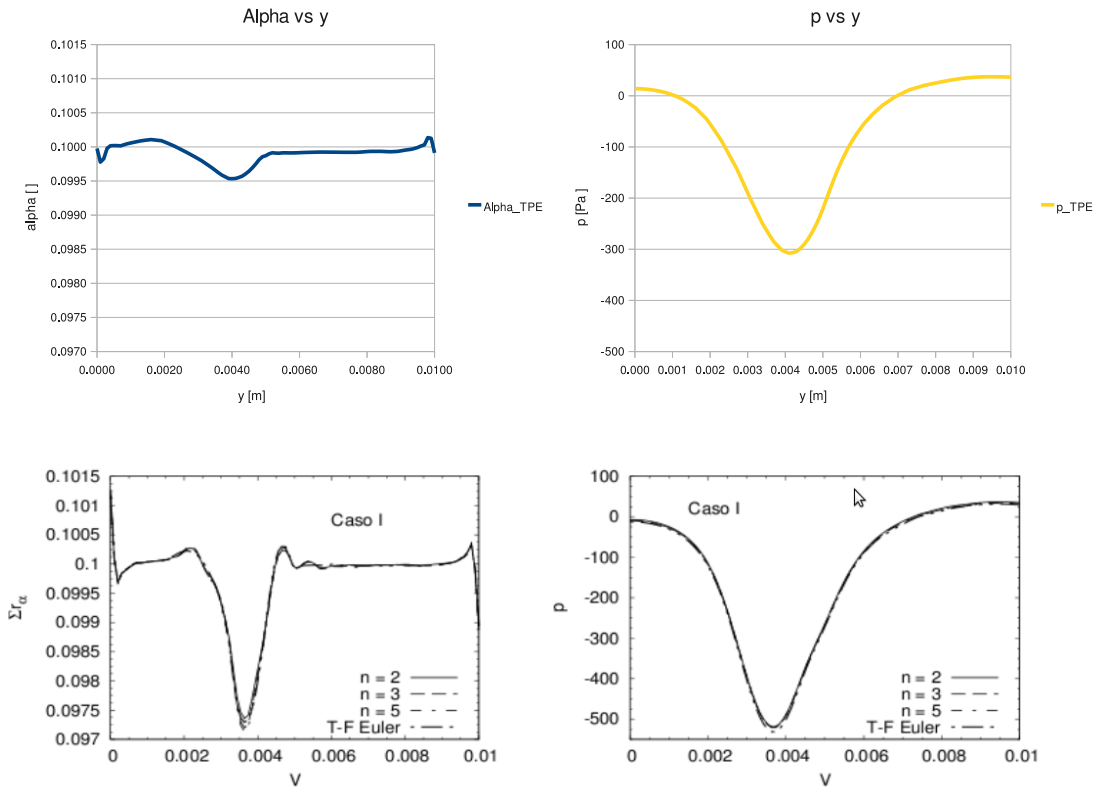 Alpha vs y
0.1015
0.1010
0.1005
0.1000
0.0995
0.0990
0.0985
0.0980
0.0975
0.0970
alpha [ ]
0.0000 0.0020 0.0040 0.0060 0.0080 0.0100
y [m]
Alpha_TPE
p vs y
100
0
-100
-200
-300
-400
-500
p [Pa]
0.000 0.001 0.002 0.003 0.004 0.005 0.006 0.007 0.008 0.009 0.010
y [m]
p_TPE
0.1015
0.101
0.1005
0.1
0.0995
0.099
0.0985
0.098
0.0975
0.097
Σrα
Caso I
n = 2
n = 3
n = 5
T-F Euler
0 0.002 0.004 0.006 0.008 0.01
V
100
0
-100
-200
-300
-400
-500
p
Caso I
n = 2
n = 3
n = 5
T-F Euler
0 0.002 0.004 0.006 0.008 0.01
V